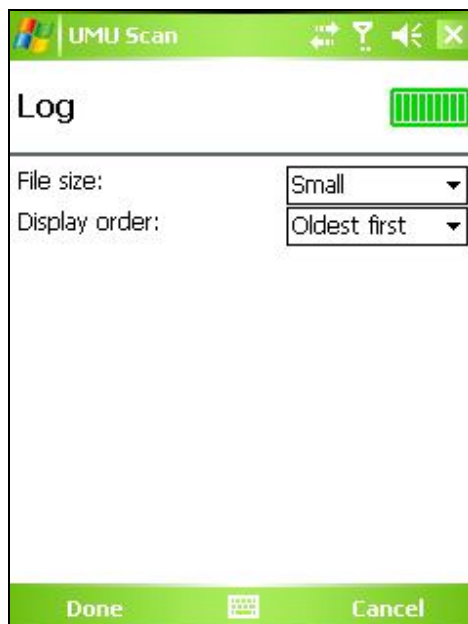 UMU Scan
Log
File size: Small
Display order: Oldest first
Done Cancel